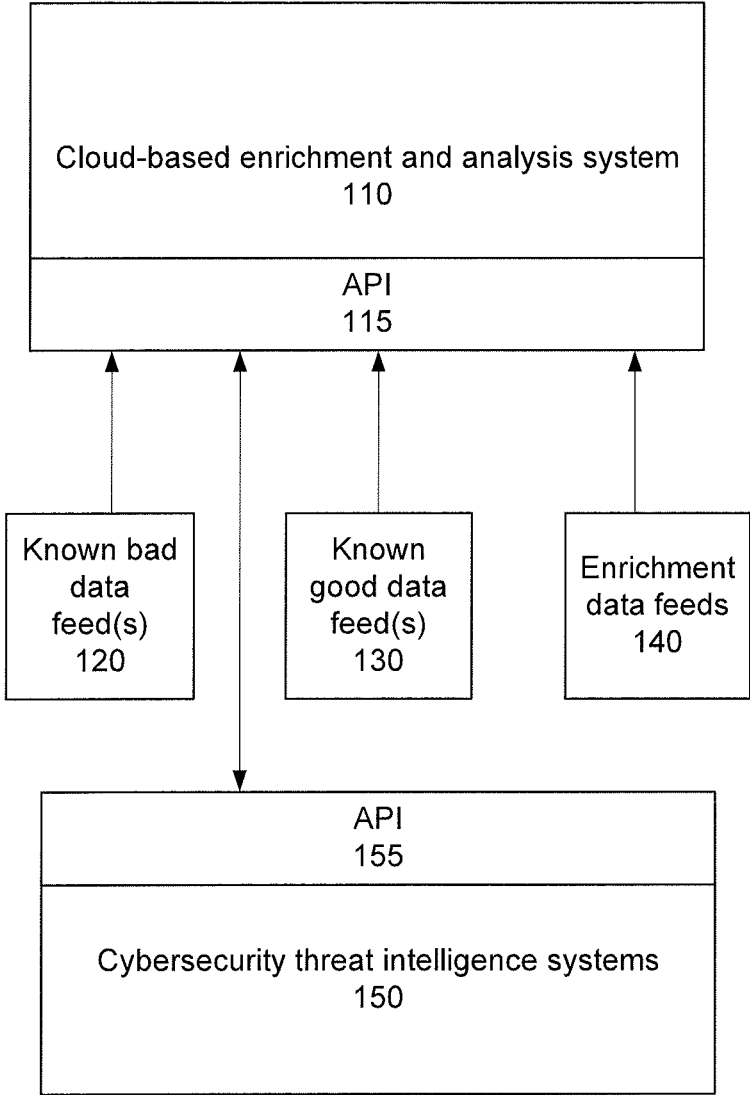 Cloud-based enrichment and analysis system
110
API
115
Known bad
data
feed(s)
120
Known
good data
feed(s)
130
Enrichment
data feeds
140
API
155
Cybersecurity threat intelligence systems
150